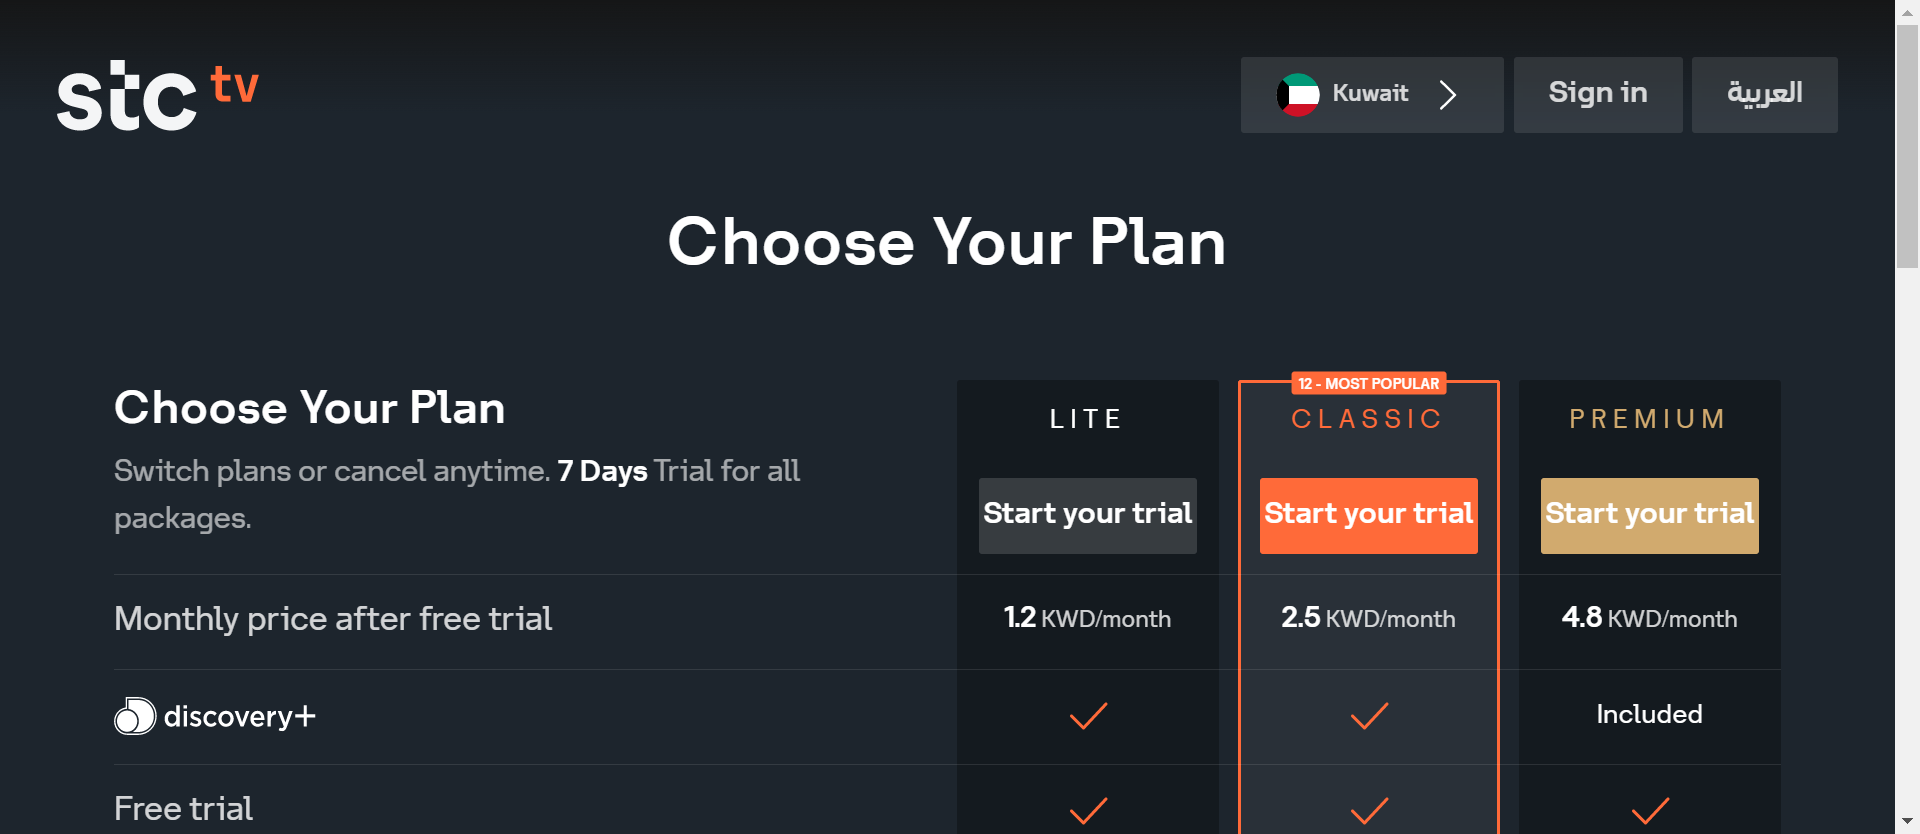 stc tv
Kuwait
Sign in
العربية
Choose Your Plan
Choose Your Plan
Switch plans or cancel anytime. 7 Days Trial for all
packages.
12 - MOST POPULAR
LITE
CLASSIC
PREMIUM
Start your trial
Start your trial
Start your trial
Monthly price after free trial
1.2 KWD/month
2.5 KWD/month
4.8 KWD/month
discovery+
Included
Free trial